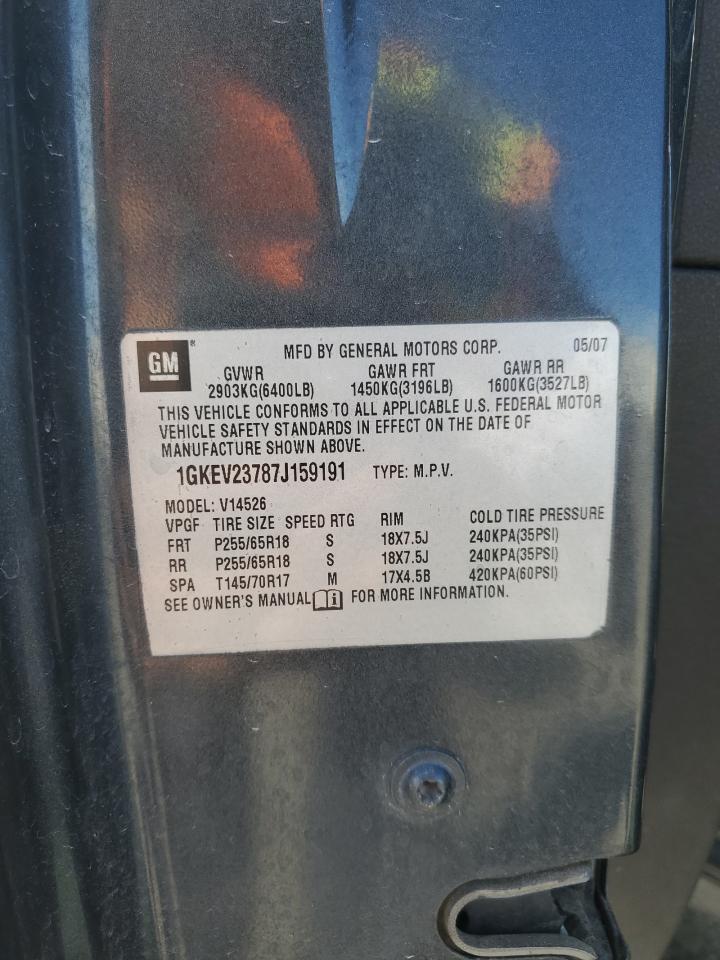 GM® MFD BY GENERAL MOTORS CORP. 05/07
GVWR GAWR FRT GAWR RR
2903KG(6400LB) 1450KG(3196LB) 1600KG(3527LB)
THIS VEHICLE CONFORMS TO ALL APPLICABLE U.S. FEDERAL MOTOR
VEHICLE SAFETY STANDARDS IN EFFECT ON THE DATE OF
MANUFACTURE SHOWN ABOVE.
1GKEV23787J159191 TYPE: M.P.V.
MODEL: V14526
VPGF TIRE SIZE SPEED RTG RIM COLD TIRE PRESSURE
FRT P255/65R18 S 18X7.5J 240KPA(35PSI)
RR P255/65R18 S 18X7.5J 240KPA(35PSI)
SPA T145/70R17 M 17X4.5B 420KPA(60PSI)
SEE OWNER'S MANUAL i FOR MORE INFORMATION.